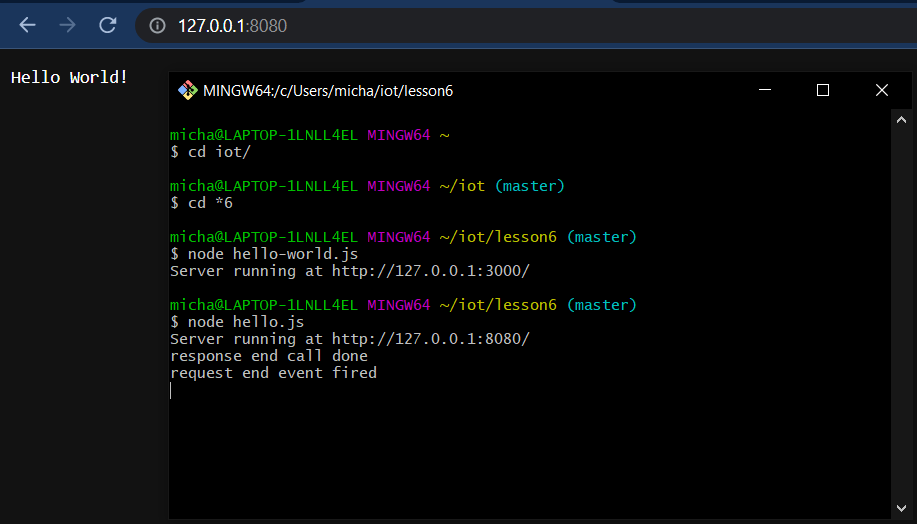 127.0.0.1:8080
Hello World!
MINGW64:/c/Users/micha/iot/lesson6
micha@LAPTOP-1LNLL4EL MINGW64 ~
$ cd iot/
micha@LAPTOP-1LNLL4EL MINGW64 ~/iot (master)
$ cd *6
micha@LAPTOP-1LNLL4EL MINGW64 ~/iot/lesson6 (master)
$ node hello-world.js
Server running at http://127.0.0.1:3000/
micha@LAPTOP-1LNLL4EL MINGW64 ~/iot/lesson6 (master)
$ node hello.js
Server running at http://127.0.0.1:8080/
response end call done
request end event fired